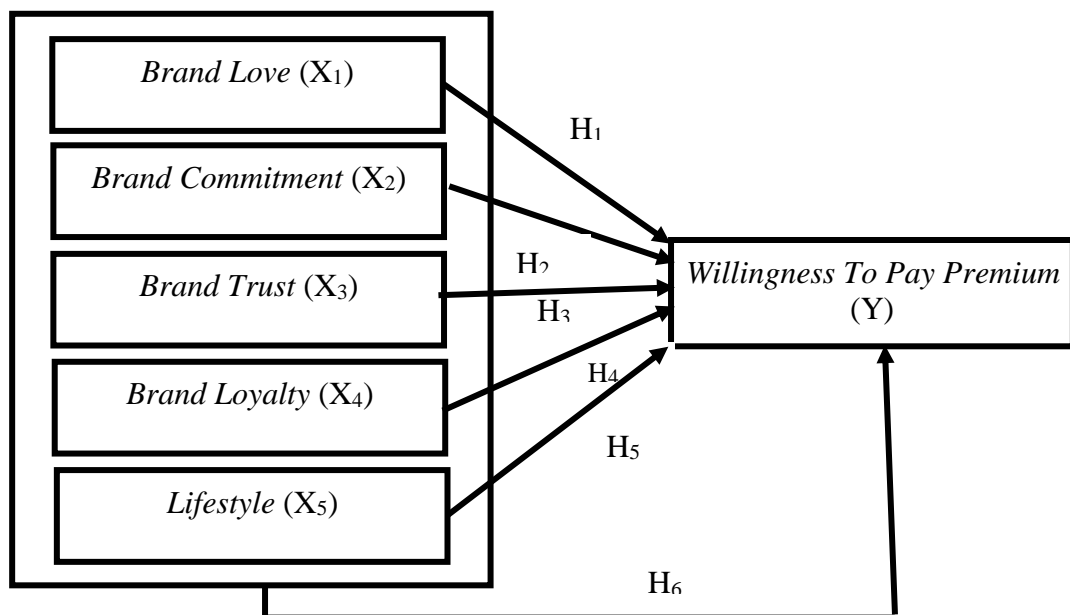 Brand Love (X₁)
H₁
Brand Commitment (X₂)
H₂
Brand Trust (X₃)
H₃
Willingness To Pay Premium
(Y)
Brand Loyalty (X₄)
H₄
Lifestyle (X₅)
H₅
H₆